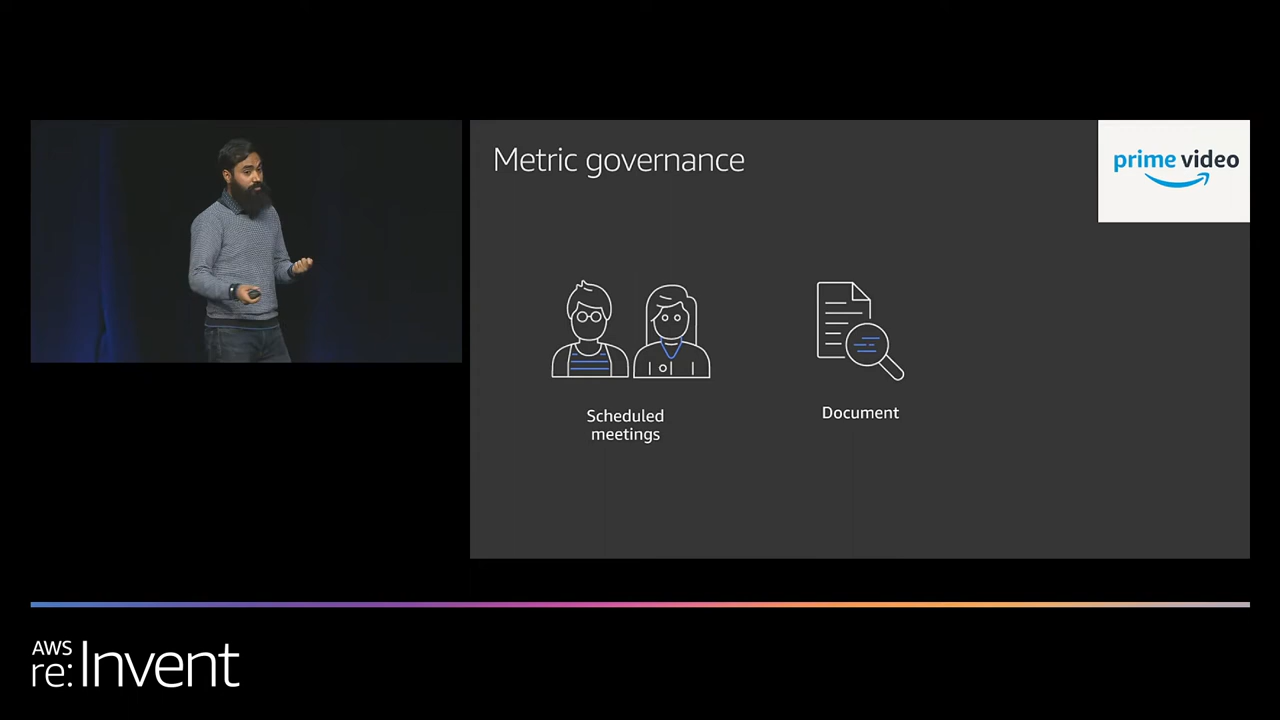 Metric governance
prime video
Scheduled
meetings
Document
AWS
re:Invent